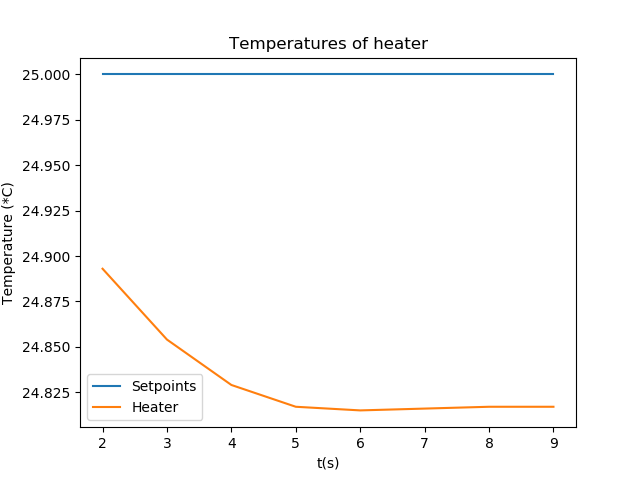 Temperatures of heater
Temperature (*C)
25.000
24.975
24.950
24.925
24.900
24.875
24.850
24.825
Setpoints
Heater
2 3 4 5 6 7 8 9
t(s)